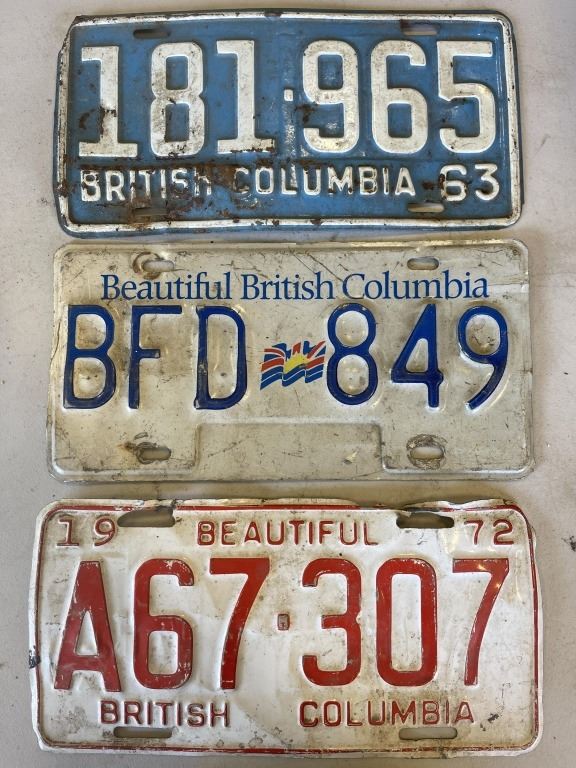 181-965
BRITISH COLUMBIA 63
Beautiful British Columbia
BFD 849
19 BEAUTIFUL 72
A67-307
BRITISH COLUMBIA